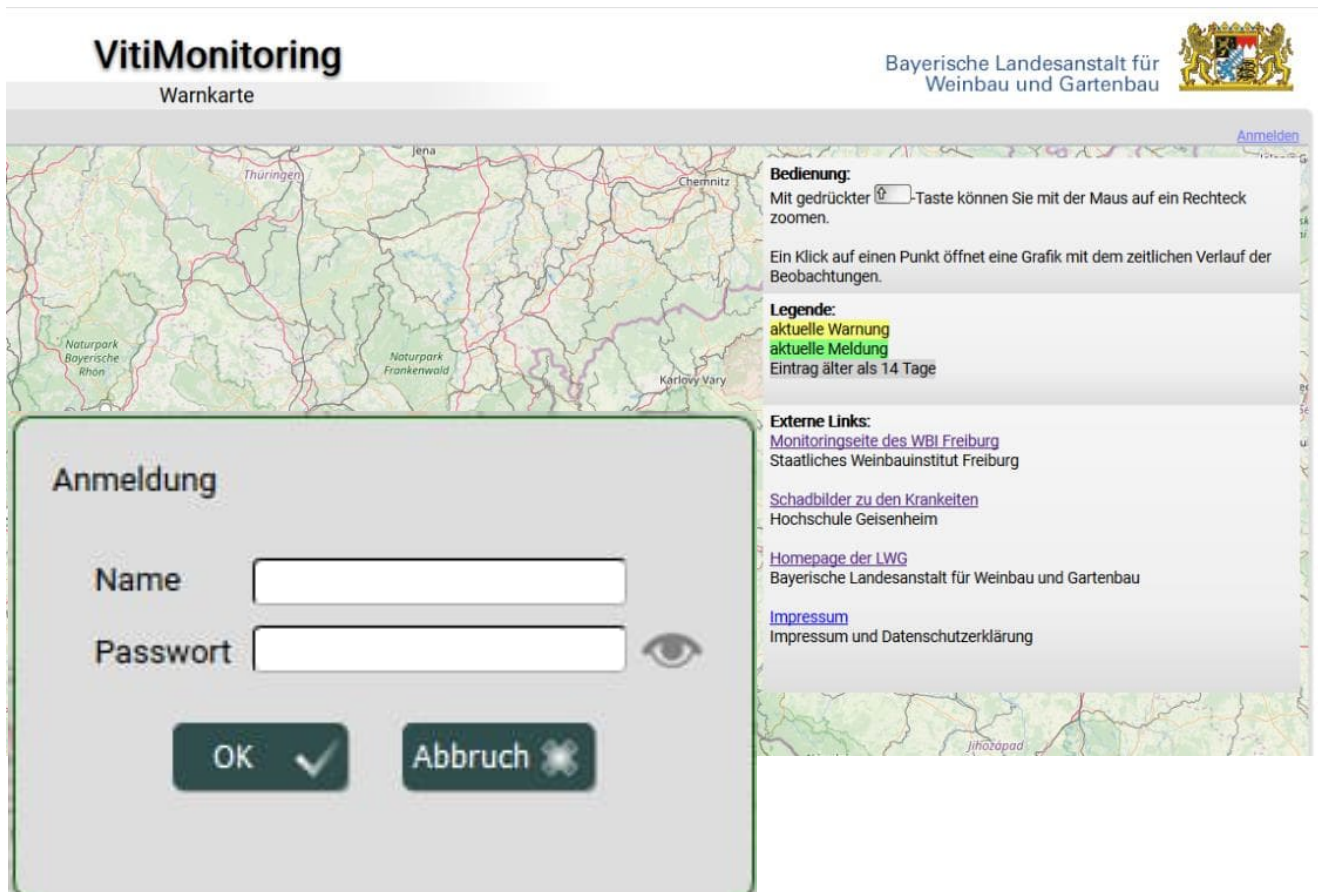 VitiMonitoring
Warnkarte
Bayerische Landesanstalt für
Weinbau und Gartenbau
Anmelden
Jena
Thüringen
Chemnitz
Naturpark
Bayerische
Rhön
Naturpark
Frankenwald
Karlovy Vary
Bedienung:
Mit gedrückter ⇧-Taste können Sie mit der Maus auf ein Rechteck
zoomen.
Ein Klick auf einen Punkt öffnet eine Grafik mit dem zeitlichen Verlauf der
Beobachtungen.
Legende:
aktuelle Warnung
aktuelle Meldung
Eintrag älter als 14 Tage
Externe Links:
Monitoringseite des WBI Freiburg
Staatliches Weinbauinstitut Freiburg
Schadbilder zu den Krankeiten
Hochschule Geisenheim
Homepage der LWG
Bayerische Landesanstalt für Weinbau und Gartenbau
Impressum
Impressum und Datenschutzerklärung
Jihozápad
Anmeldung
Name
Passwort
OK
Abbruch